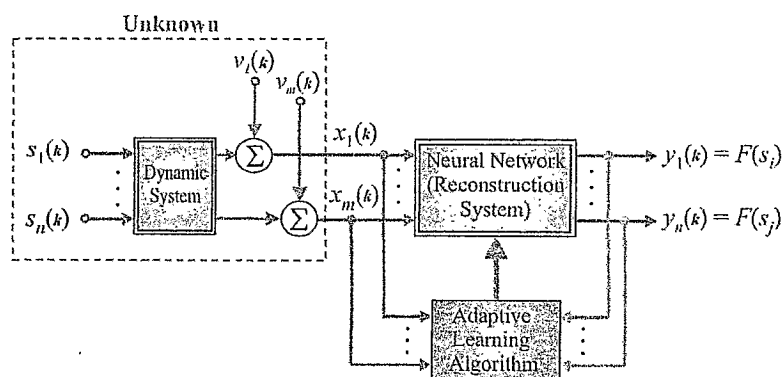 Unknown
v_1(k)
v_m(k)
s_1(k)
s_n(k)
Dynamic
System
Σ
Σ
x_1(k)
x_m(k)
Neural Network
(Reconstruction
System)
y_1(k) = F(s_i)
y_n(k) = F(s_j)
Adaptive
Learning
Algorithm